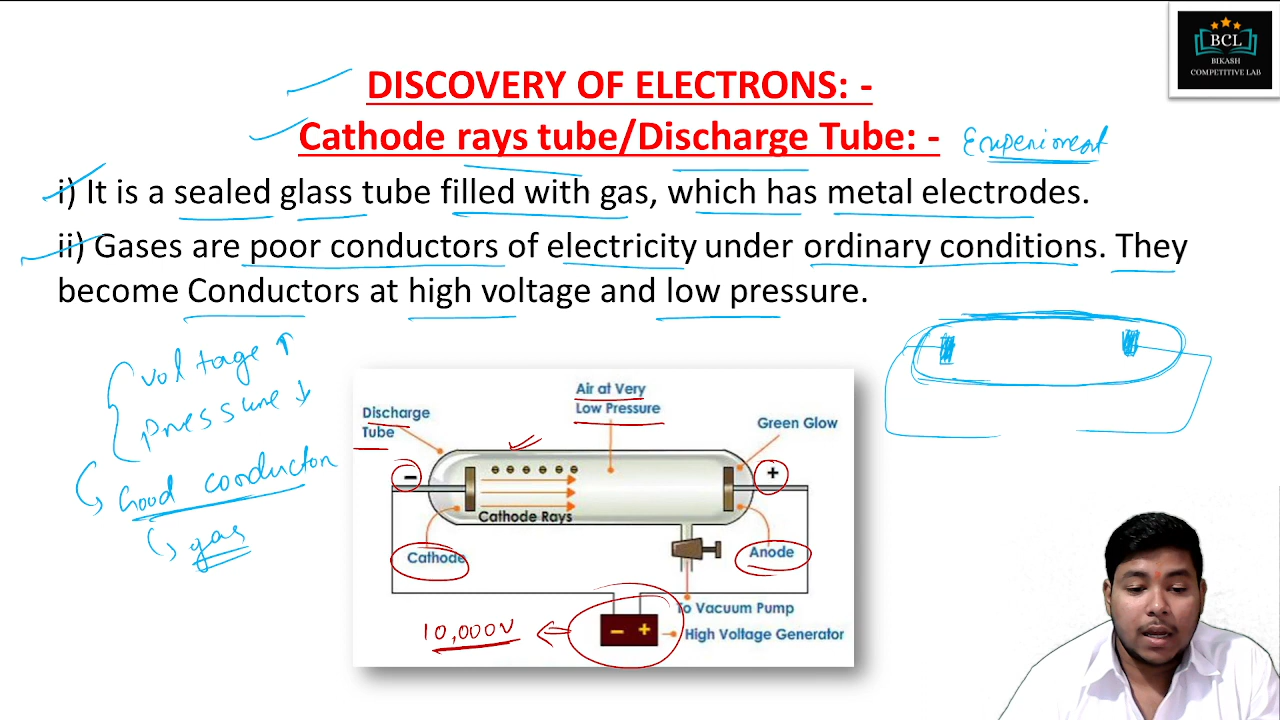 BCL
BIKASH
COMPETITIVE LAB
DISCOVERY OF ELECTRONS: -
Cathode rays tube/Discharge Tube: - Experiment
i) It is a sealed glass tube filled with gas, which has metal electrodes.
ii) Gases are poor conductors of electricity under ordinary conditions. They
become Conductors at high voltage and low pressure.
voltage ↑
pressure ↓
Good conductor
gas
Air at Very
Low Pressure
Discharge
Tube
Green Glow
− +
Cathode Rays
Cathode
Anode
To Vacuum Pump
10,000V
− +
High Voltage Generator